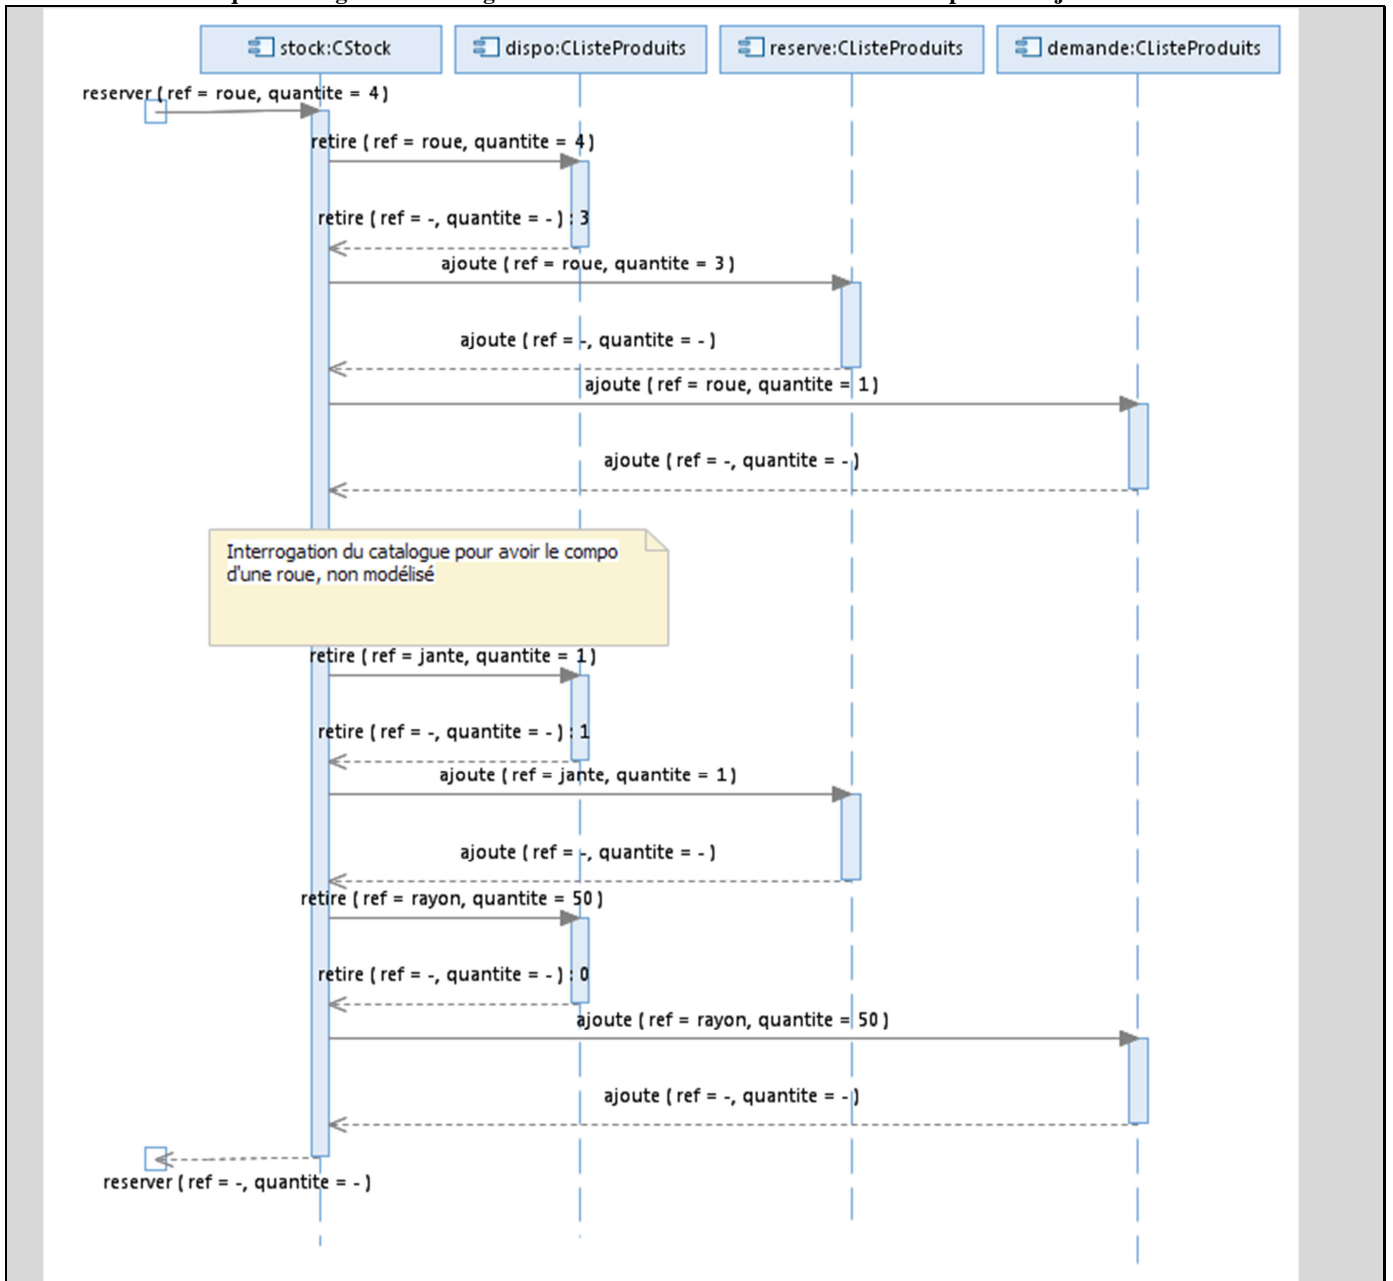 stock:CStock
dispo:CListeProduits
reserve:CListeProduits
demande:CListeProduits
reserver ( ref = roue, quantite = 4 )
retire ( ref = roue, quantite = 4 )
retire ( ref = -, quantite = - ) : 3
ajoute ( ref = roue, quantite = 3 )
ajoute ( ref = -, quantite = - )
ajoute ( ref = roue, quantite = 1 )
ajoute ( ref = -, quantite = - )
Interrogation du catalogue pour avoir le compo
d'une roue, non modélisé
retire ( ref = jante, quantite = 1 )
retire ( ref = -, quantite = - ) : 1
ajoute ( ref = jante, quantite = 1 )
ajoute ( ref = -, quantite = - )
retire ( ref = rayon, quantite = 50 )
retire ( ref = -, quantite = - ) : 0
ajoute ( ref = rayon, quantite = 50 )
ajoute ( ref = -, quantite = - )
reserver ( ref = -, quantite = - )